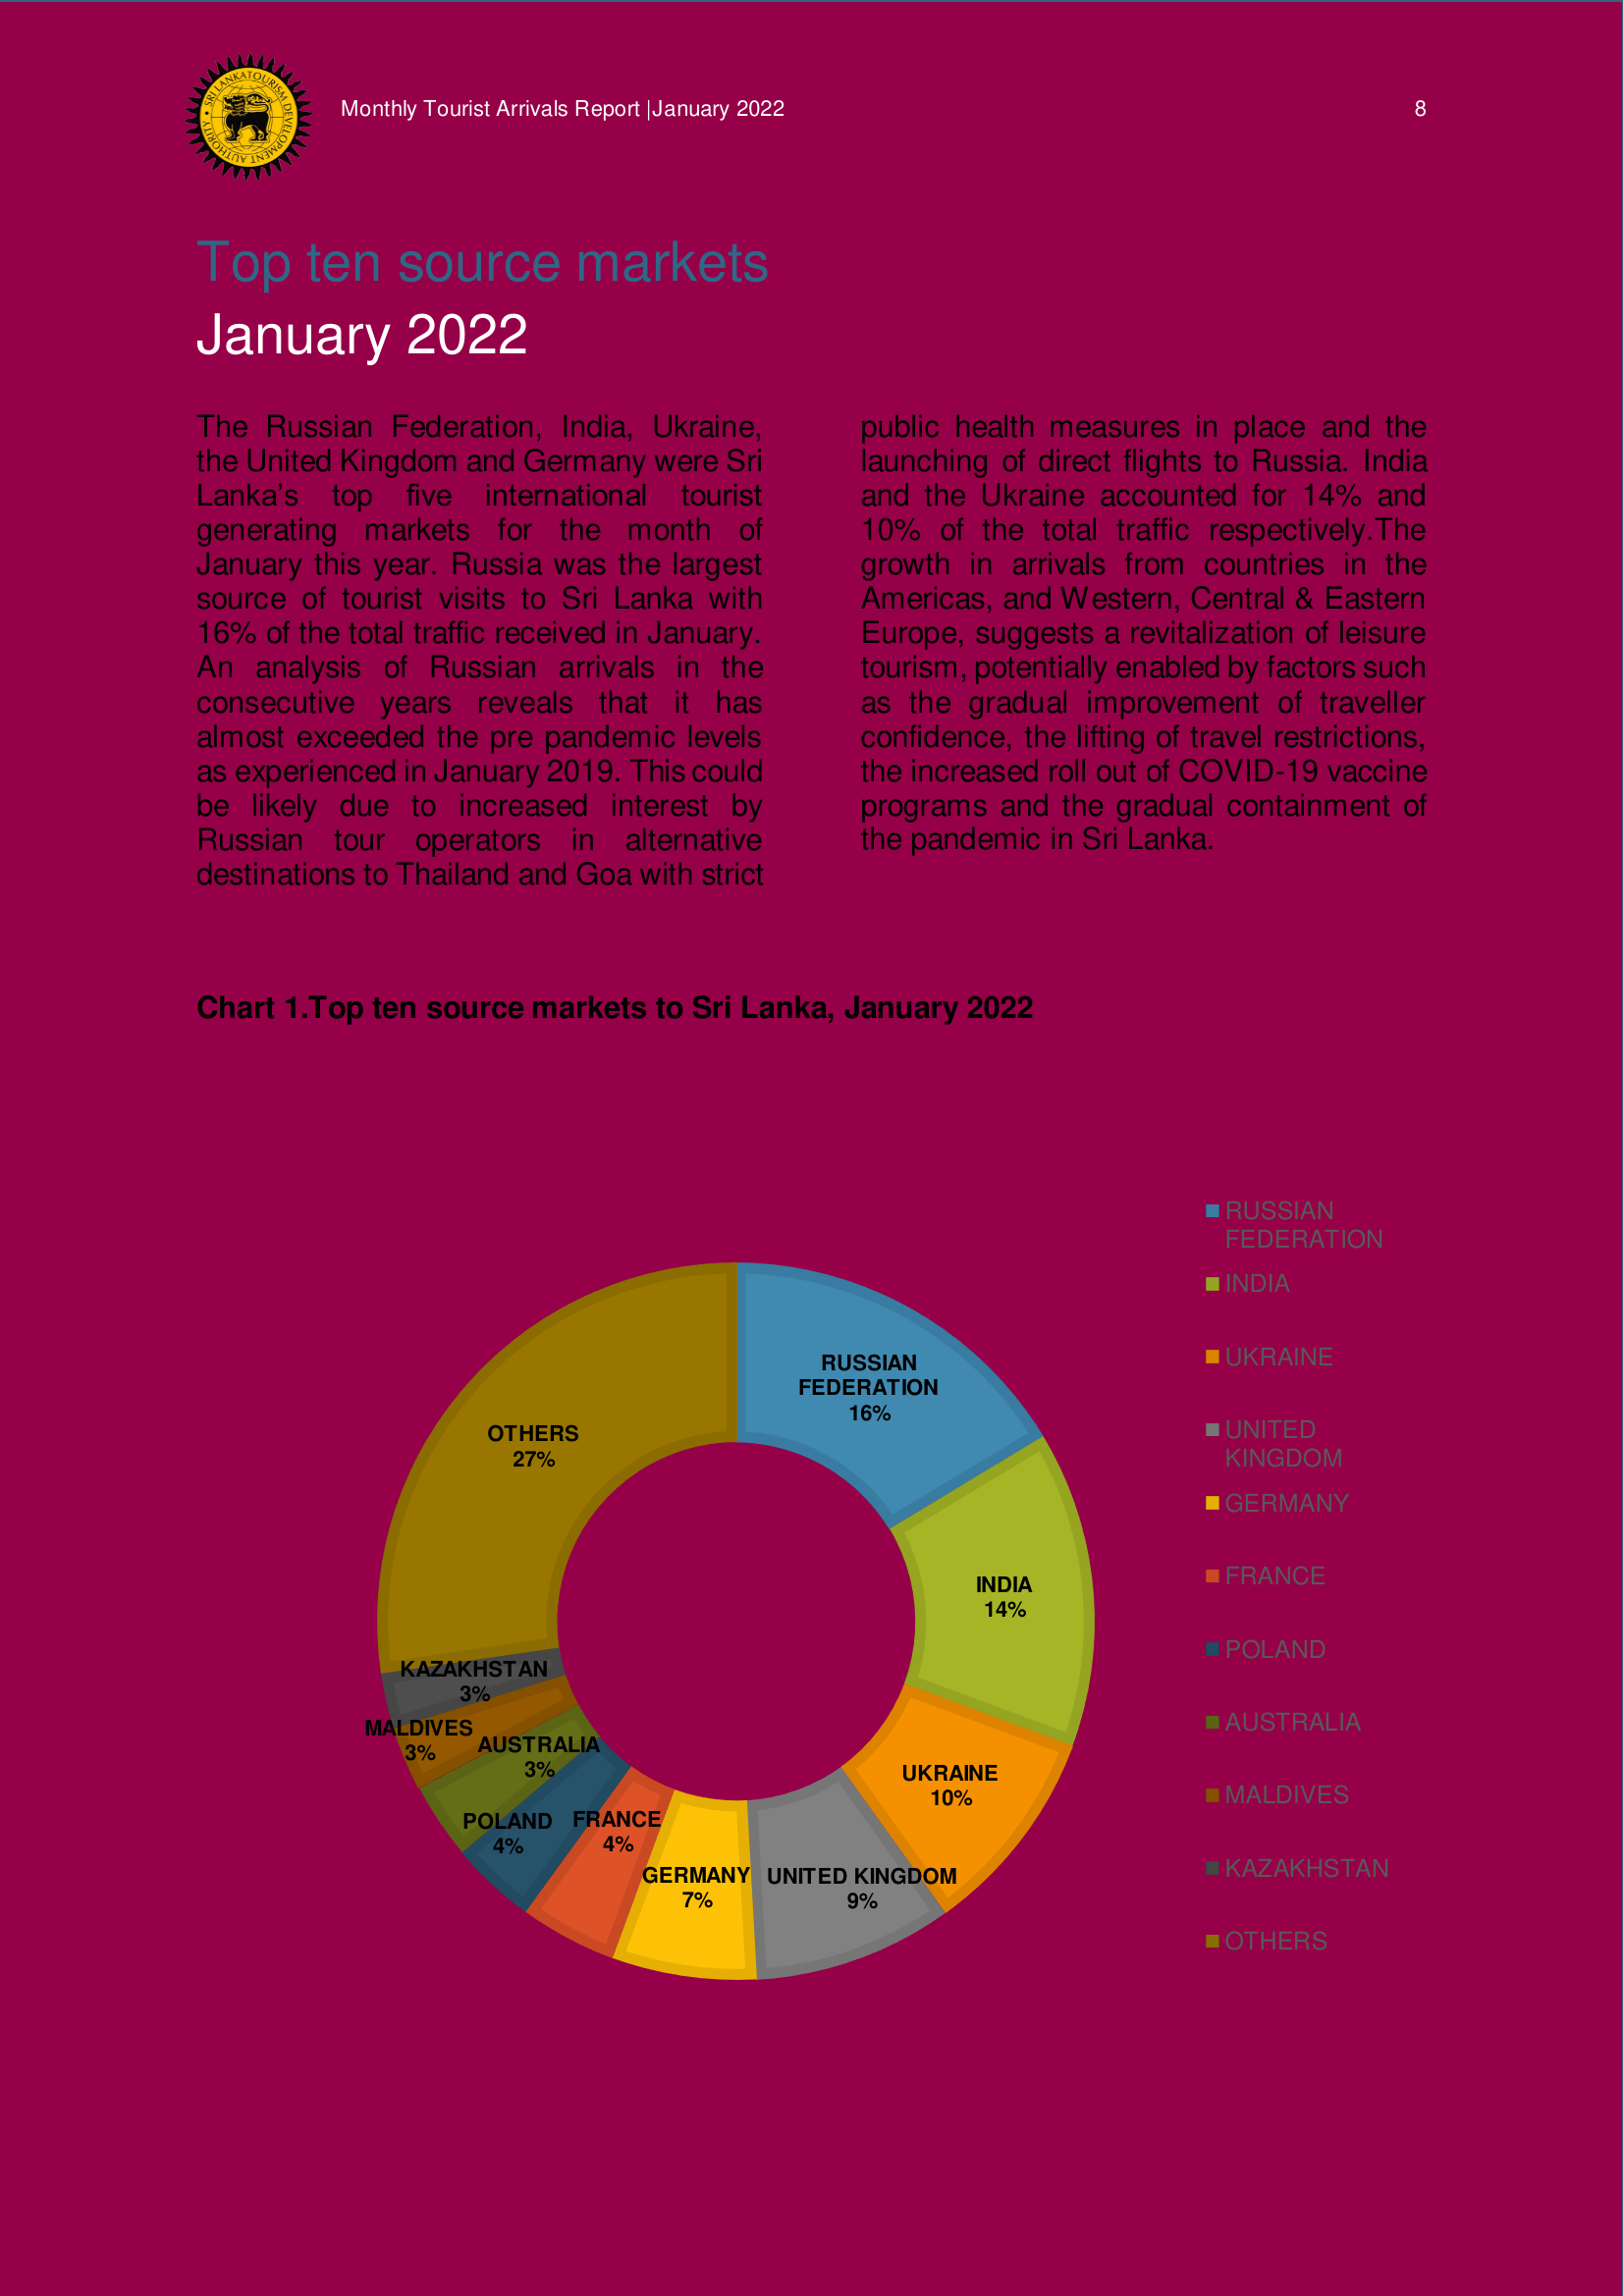 SRI LANKA TOURISM DEVELOPMENT AUTHORITY
Monthly Tourist Arrivals Report |January 2022
8
Top ten source markets
January 2022
The Russian Federation, India, Ukraine,
the United Kingdom and Germany were Sri
Lanka's top five international tourist
generating markets for the month of
January this year. Russia was the largest
source of tourist visits to Sri Lanka with
16% of the total traffic received in January.
An analysis of Russian arrivals in the
consecutive years reveals that it has
almost exceeded the pre pandemic levels
as experienced in January 2019. This could
be likely due to increased interest by
Russian tour operators in alternative
destinations to Thailand and Goa with strict
public health measures in place and the
launching of direct flights to Russia. India
and the Ukraine accounted for 14% and
10% of the total traffic respectively.The
growth in arrivals from countries in the
Americas, and Western, Central & Eastern
Europe, suggests a revitalization of leisure
tourism, potentially enabled by factors such
as the gradual improvement of traveller
confidence, the lifting of travel restrictions,
the increased roll out of COVID-19 vaccine
programs and the gradual containment of
the pandemic in Sri Lanka.
Chart 1.Top ten source markets to Sri Lanka, January 2022
RUSSIAN
FEDERATION
16%
INDIA
14%
UKRAINE
10%
UNITED KINGDOM
9%
GERMANY
7%
FRANCE
4%
POLAND
4%
AUSTRALIA
3%
MALDIVES
3%
KAZAKHSTAN
3%
OTHERS
27%
RUSSIAN
FEDERATION
INDIA
UKRAINE
UNITED
KINGDOM
GERMANY
FRANCE
POLAND
AUSTRALIA
MALDIVES
KAZAKHSTAN
OTHERS